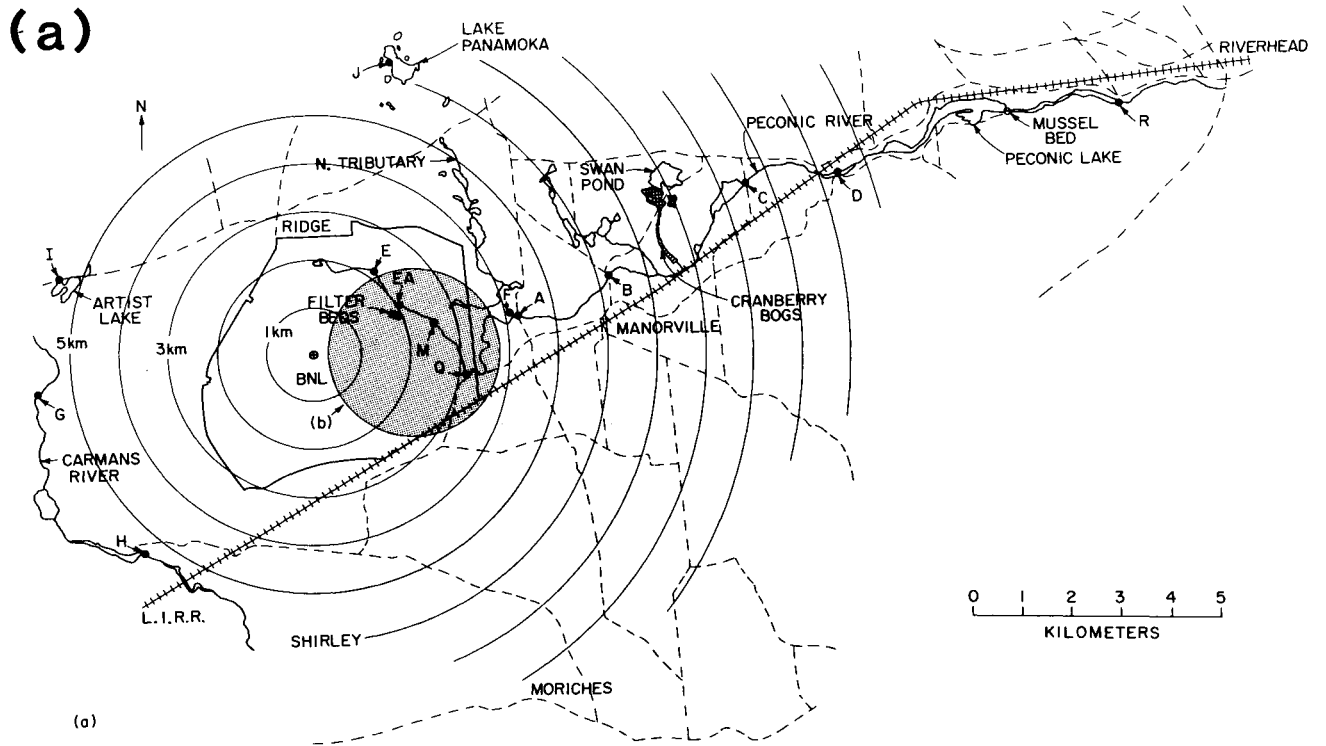 (a)
LAKE
PANAMOKA
J
RIVERHEAD
N
PECONIC RIVER
MUSSEL
BED
R
PECONIC LAKE
N. TRIBUTARY
SWAN
POND
C
D
RIDGE
I
E
EA
ARTIST
LAKE
FILTER
BEDS
F
A
B
CRANBERRY
BOGS
MANORVILLE
5km
3km
1km
M
BNL
Q
(b)
G
CARMANS
RIVER
H
L.I.R.R.
SHIRLEY
MORICHES
0 1 2 3 4 5
KILOMETERS
(a)